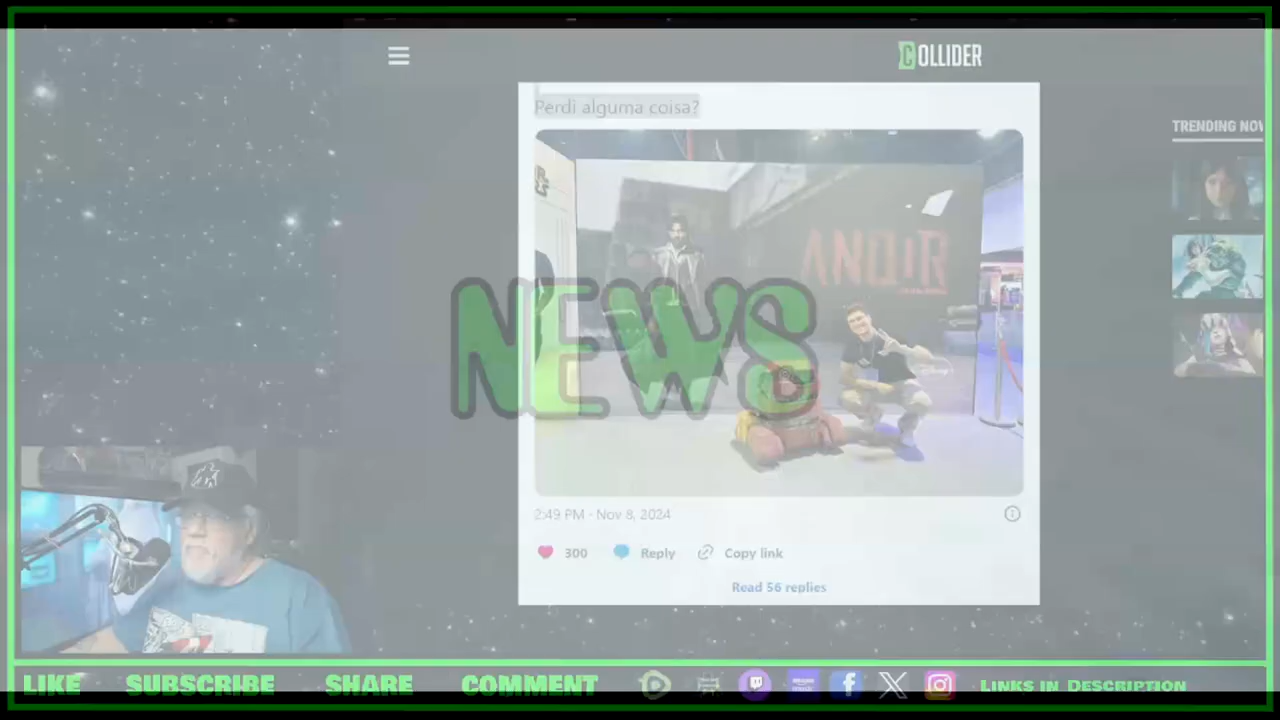 COLLIDER
Perdi alguma coisa?
TRENDING NOW
ANDOR
NEWS
2:49 PM · Nov 8, 2024
300 Reply Copy link
Read 56 replies
LIKE SUBSCRIBE SHARE COMMENT LINKS IN DESCRIPTION